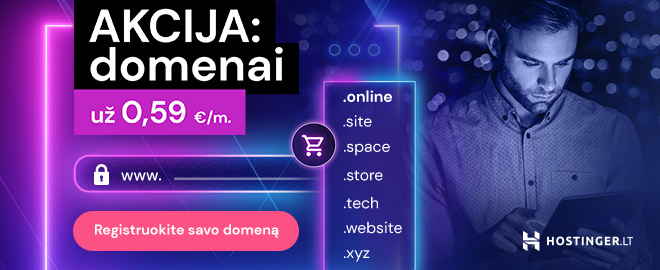 AKCIJA:
domenai
už 0,59 €/m.
www.
Registruokite savo domeną
.online
.site
.space
.store
.tech
.website
.xyz
HOSTINGER.LT